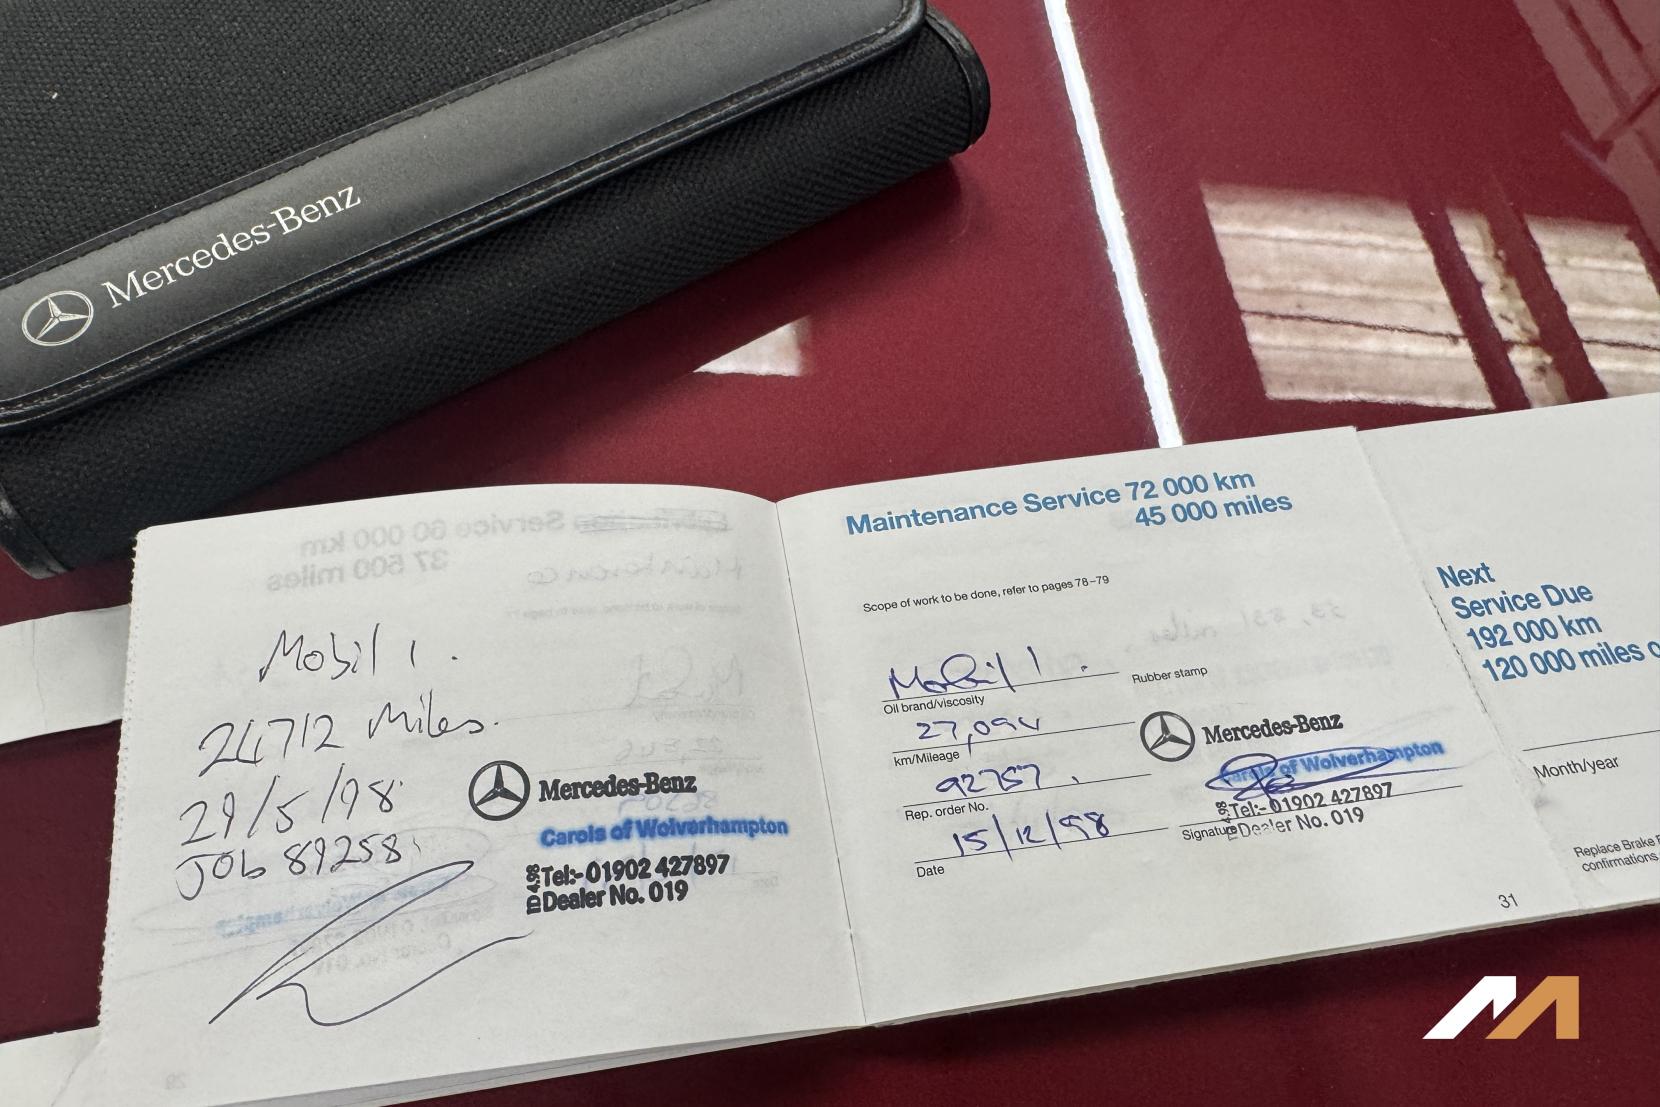 Mercedes-Benz
Mobil 1.
24712 Miles.
29/5/98
JOb 89258
Mercedes-Benz
Carols of Wolverhampton
Tel:- 01902 427897
Dealer No. 019
Maintenance Service 72 000 km
45 000 miles
Scope of work to be done, refer to pages 78–79
Mobil 1.
Oil brand/viscosity
Rubber stamp
km/Mileage
92757.
Rep. order No.
15/12/98
Date
Mercedes-Benz
Carols of Wolverhampton
Tel:- 01902 427897
Signature
Dealer No. 019
31
Next
Service Due
192 000 km
120 000 miles o
Month/year
Replace Brake
confirmations